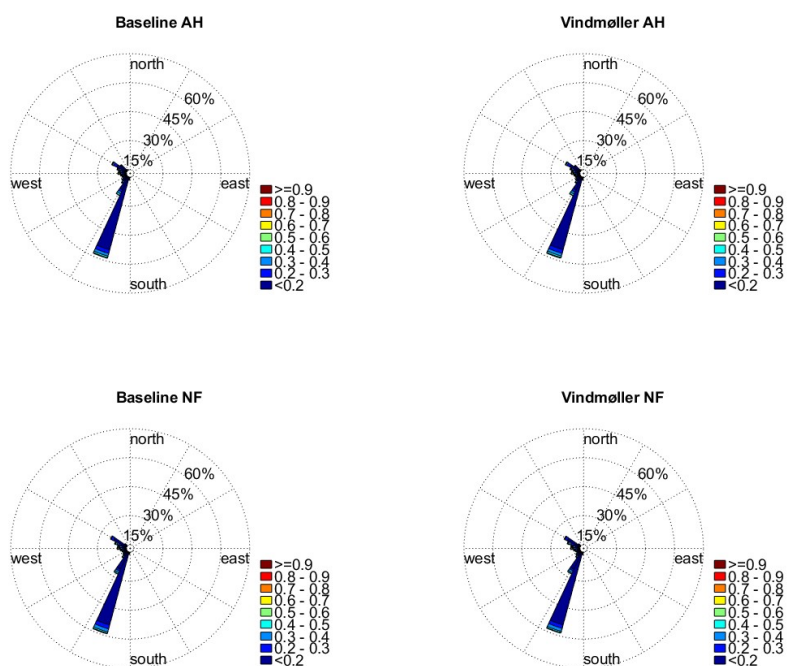 Baseline AH
north
60%
45%
30%
15%
west
east
south
>=0.9
0.8 - 0.9
0.7 - 0.8
0.6 - 0.7
0.5 - 0.6
0.4 - 0.5
0.3 - 0.4
0.2 - 0.3
<0.2
Vindmøller AH
north
60%
45%
30%
15%
west
east
south
>=0.9
0.8 - 0.9
0.7 - 0.8
0.6 - 0.7
0.5 - 0.6
0.4 - 0.5
0.3 - 0.4
0.2 - 0.3
<0.2
Baseline NF
north
60%
45%
30%
15%
west
east
south
>=0.9
0.8 - 0.9
0.7 - 0.8
0.6 - 0.7
0.5 - 0.6
0.4 - 0.5
0.3 - 0.4
0.2 - 0.3
<0.2
Vindmøller NF
north
60%
45%
30%
15%
west
east
south
>=0.9
0.8 - 0.9
0.7 - 0.8
0.6 - 0.7
0.5 - 0.6
0.4 - 0.5
0.3 - 0.4
0.2 - 0.3
<0.2